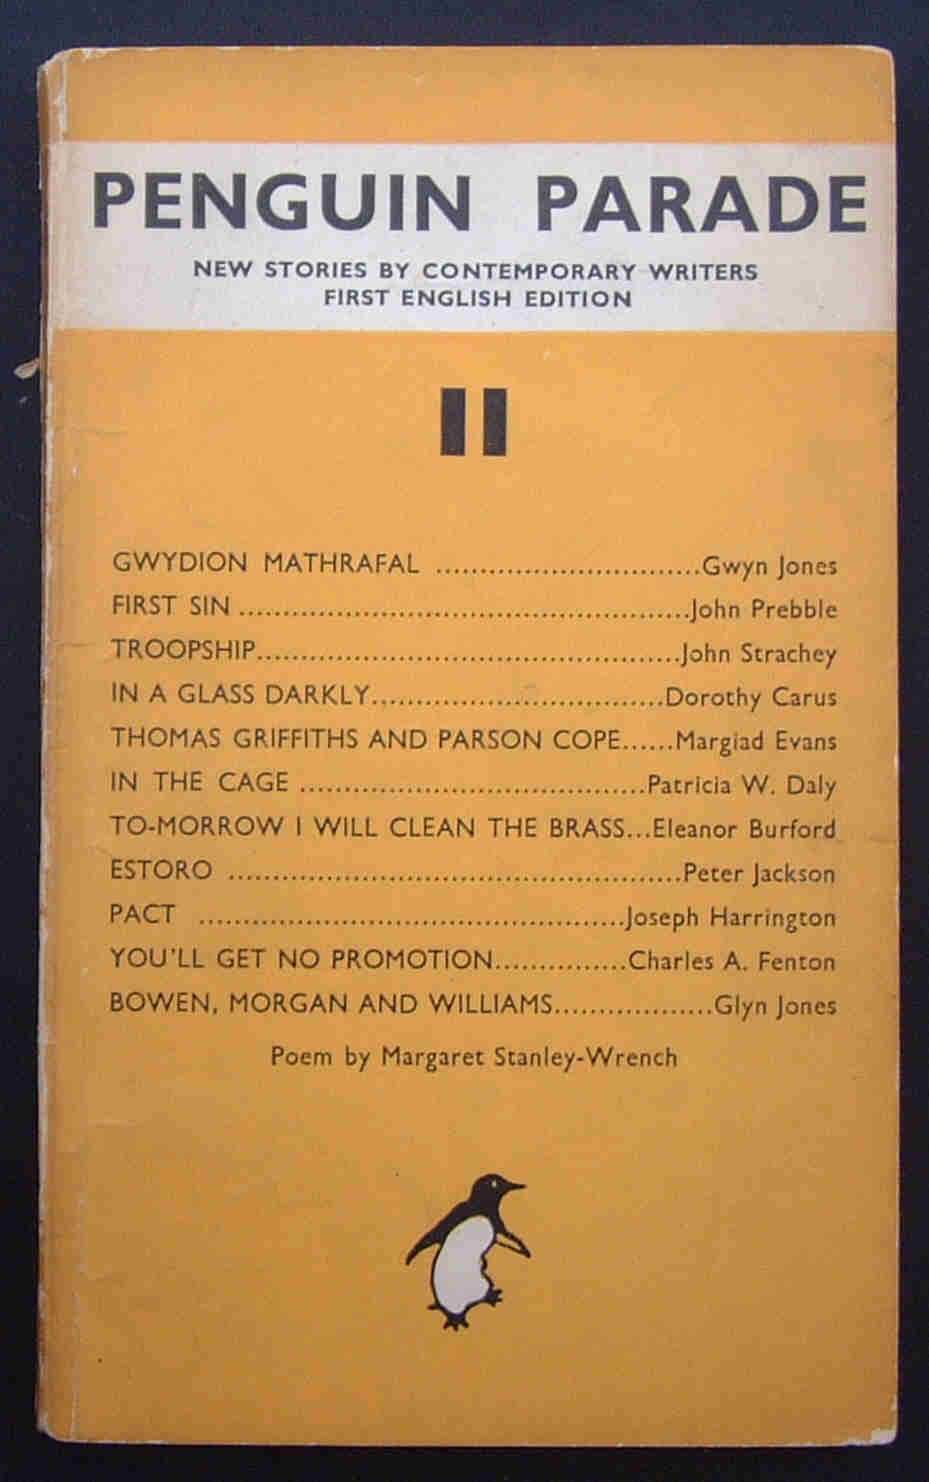 PENGUIN PARADE
NEW STORIES BY CONTEMPORARY WRITERS
FIRST ENGLISH EDITION
11
GWYDION MATHRAFAL ..............................Gwyn Jones
FIRST SIN ...................................................John Prebble
TROOPSHIP................................................John Strachey
IN A GLASS DARKLY.................................Dorothy Carus
THOMAS GRIFFITHS AND PARSON COPE......Margiad Evans
IN THE CAGE .......................................Patricia W. Daly
TO-MORROW I WILL CLEAN THE BRASS...Eleanor Burford
ESTORO ...................................................Peter Jackson
PACT ................................................Joseph Harrington
YOU'LL GET NO PROMOTION...............Charles A. Fenton
BOWEN, MORGAN AND WILLIAMS..................Glyn Jones
Poem by Margaret Stanley-Wrench